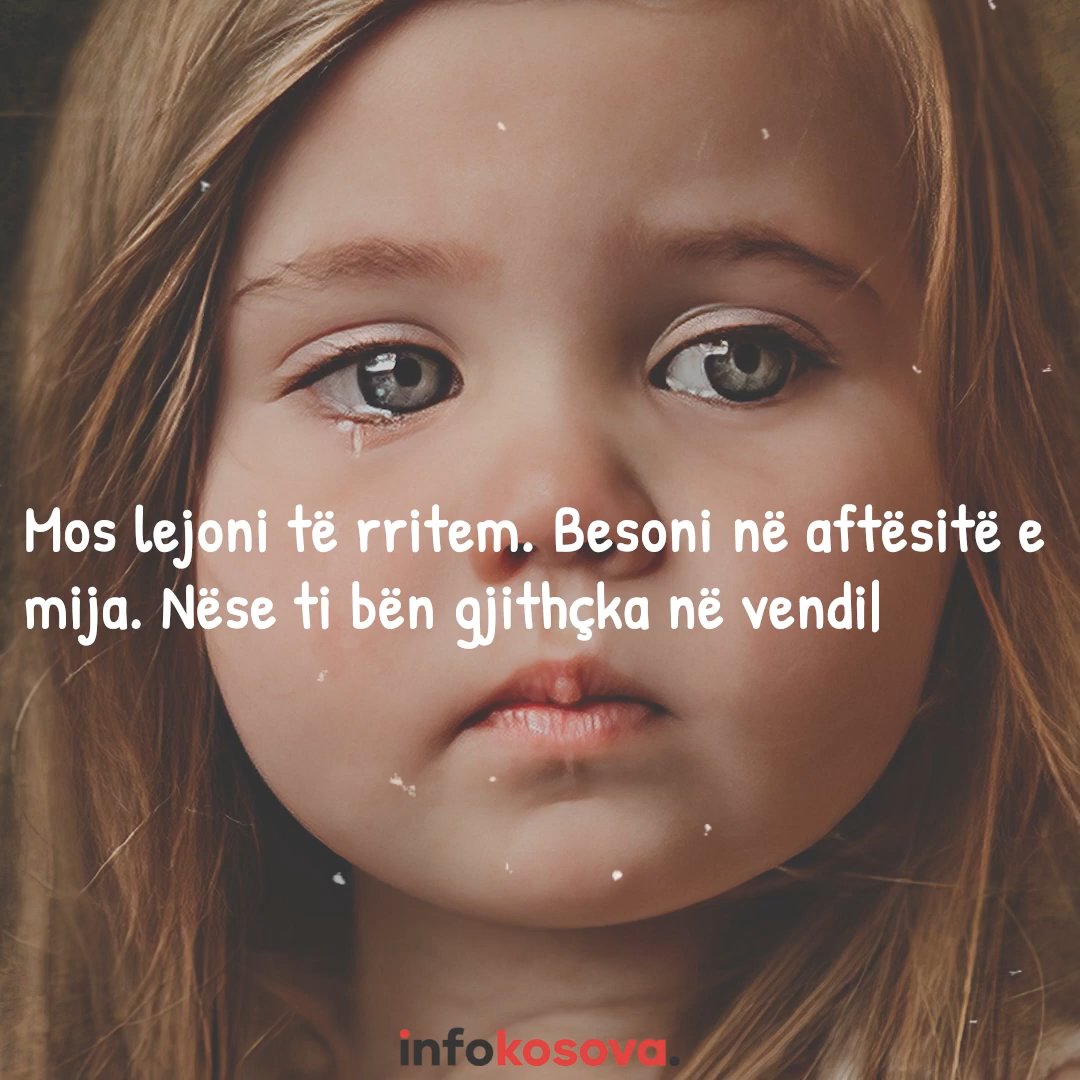 Mos lejoni të rritem. Besoni në aftësitë e
mija. Nëse ti bën gjithçka në vendi|
infokosova.